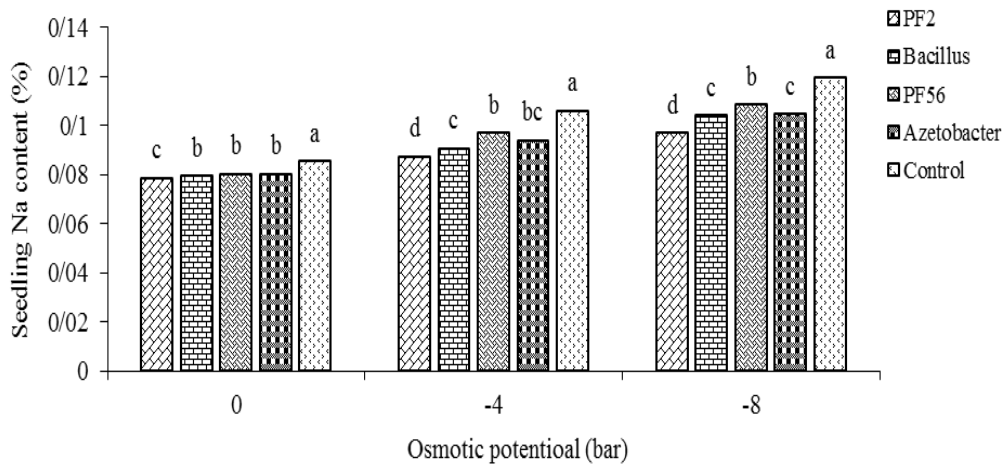 Seedling Na content (%)
0/14
0/12
0/1
0/08
0/06
0/04
0/02
0
c b b b a
d c b bc a
d c b c a
0 -4 -8
Osmotic potentioal (bar)
PF2
Bacillus
PF56
Azetobacter
Control